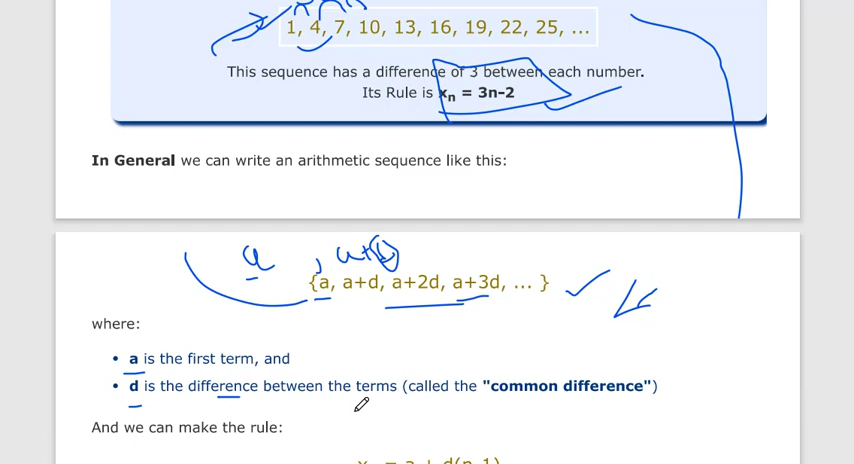 1, 4, 7, 10, 13, 16, 19, 22, 25, ...
This sequence has a difference of 3 between each number.
Its Rule is xn = 3n-2
In General we can write an arithmetic sequence like this:
a, a+d
{a, a+d, a+2d, a+3d, ... }
where:
• a is the first term, and
• d is the difference between the terms (called the "common difference")
And we can make the rule: